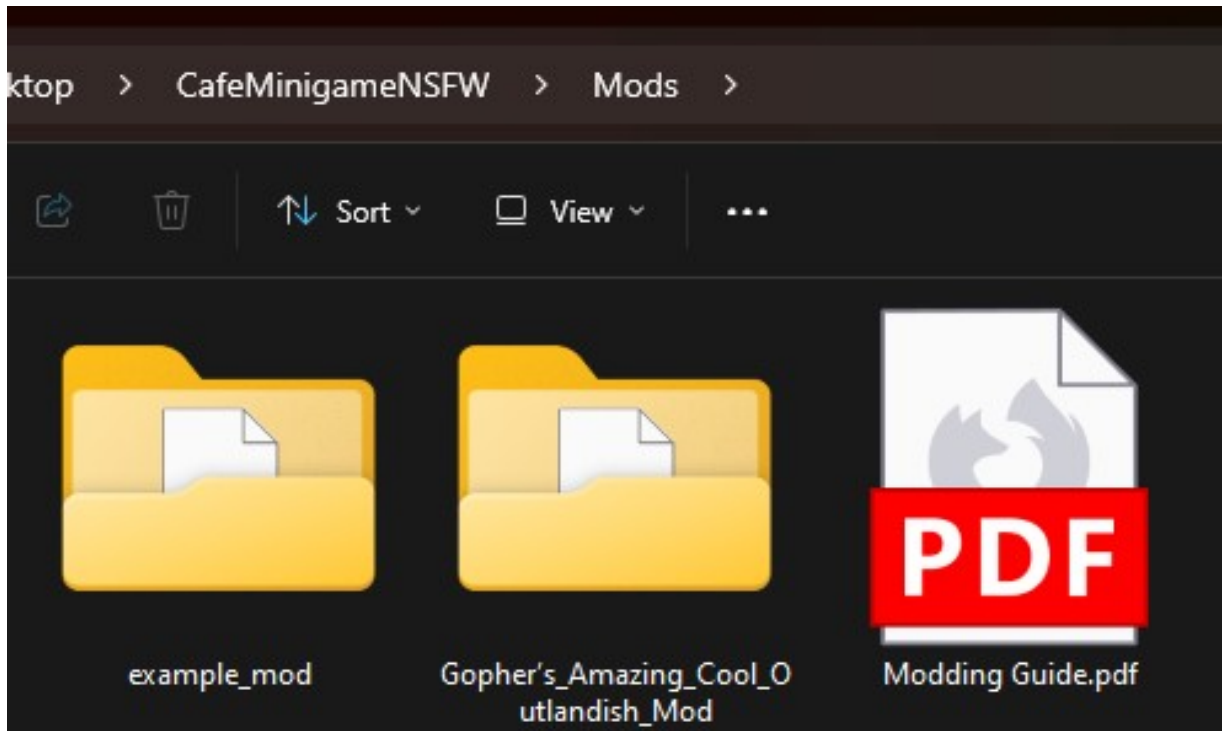 ktop > CafeMinigameNSFW > Mods >
Sort View ...
example_mod
Gopher's_Amazing_Cool_O
utlandish_Mod
PDF
Modding Guide.pdf